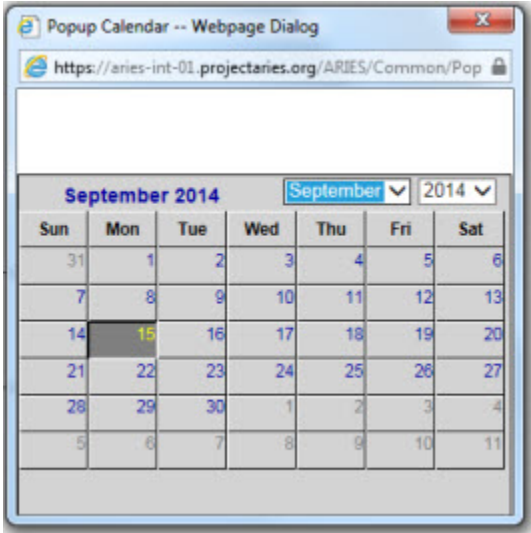 Popup Calendar -- Webpage Dialog
x
https://aries-int-01.projectaries.org/ARIES/Common/Pop
September 2014 September 2014
Sun Mon Tue Wed Thu Fri Sat
31 1 2 3 4 5 6
7 8 9 10 11 12 13
14 15 16 17 18 19 20
21 22 23 24 25 26 27
28 29 30 1 2 3 4
5 6 7 8 9 10 11